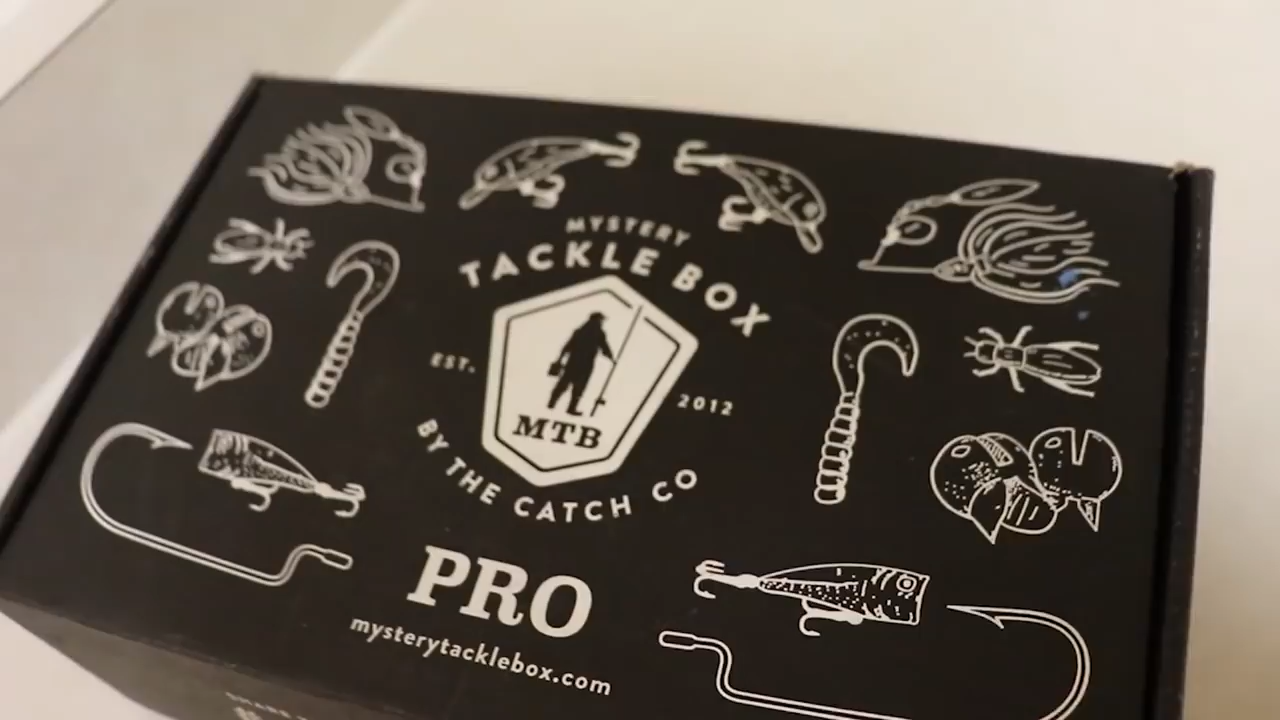 MYSTERY
TACKLE BOX
EST. 2012
MTB
BY THE CATCH CO
PRO
mysterytacklebox.com